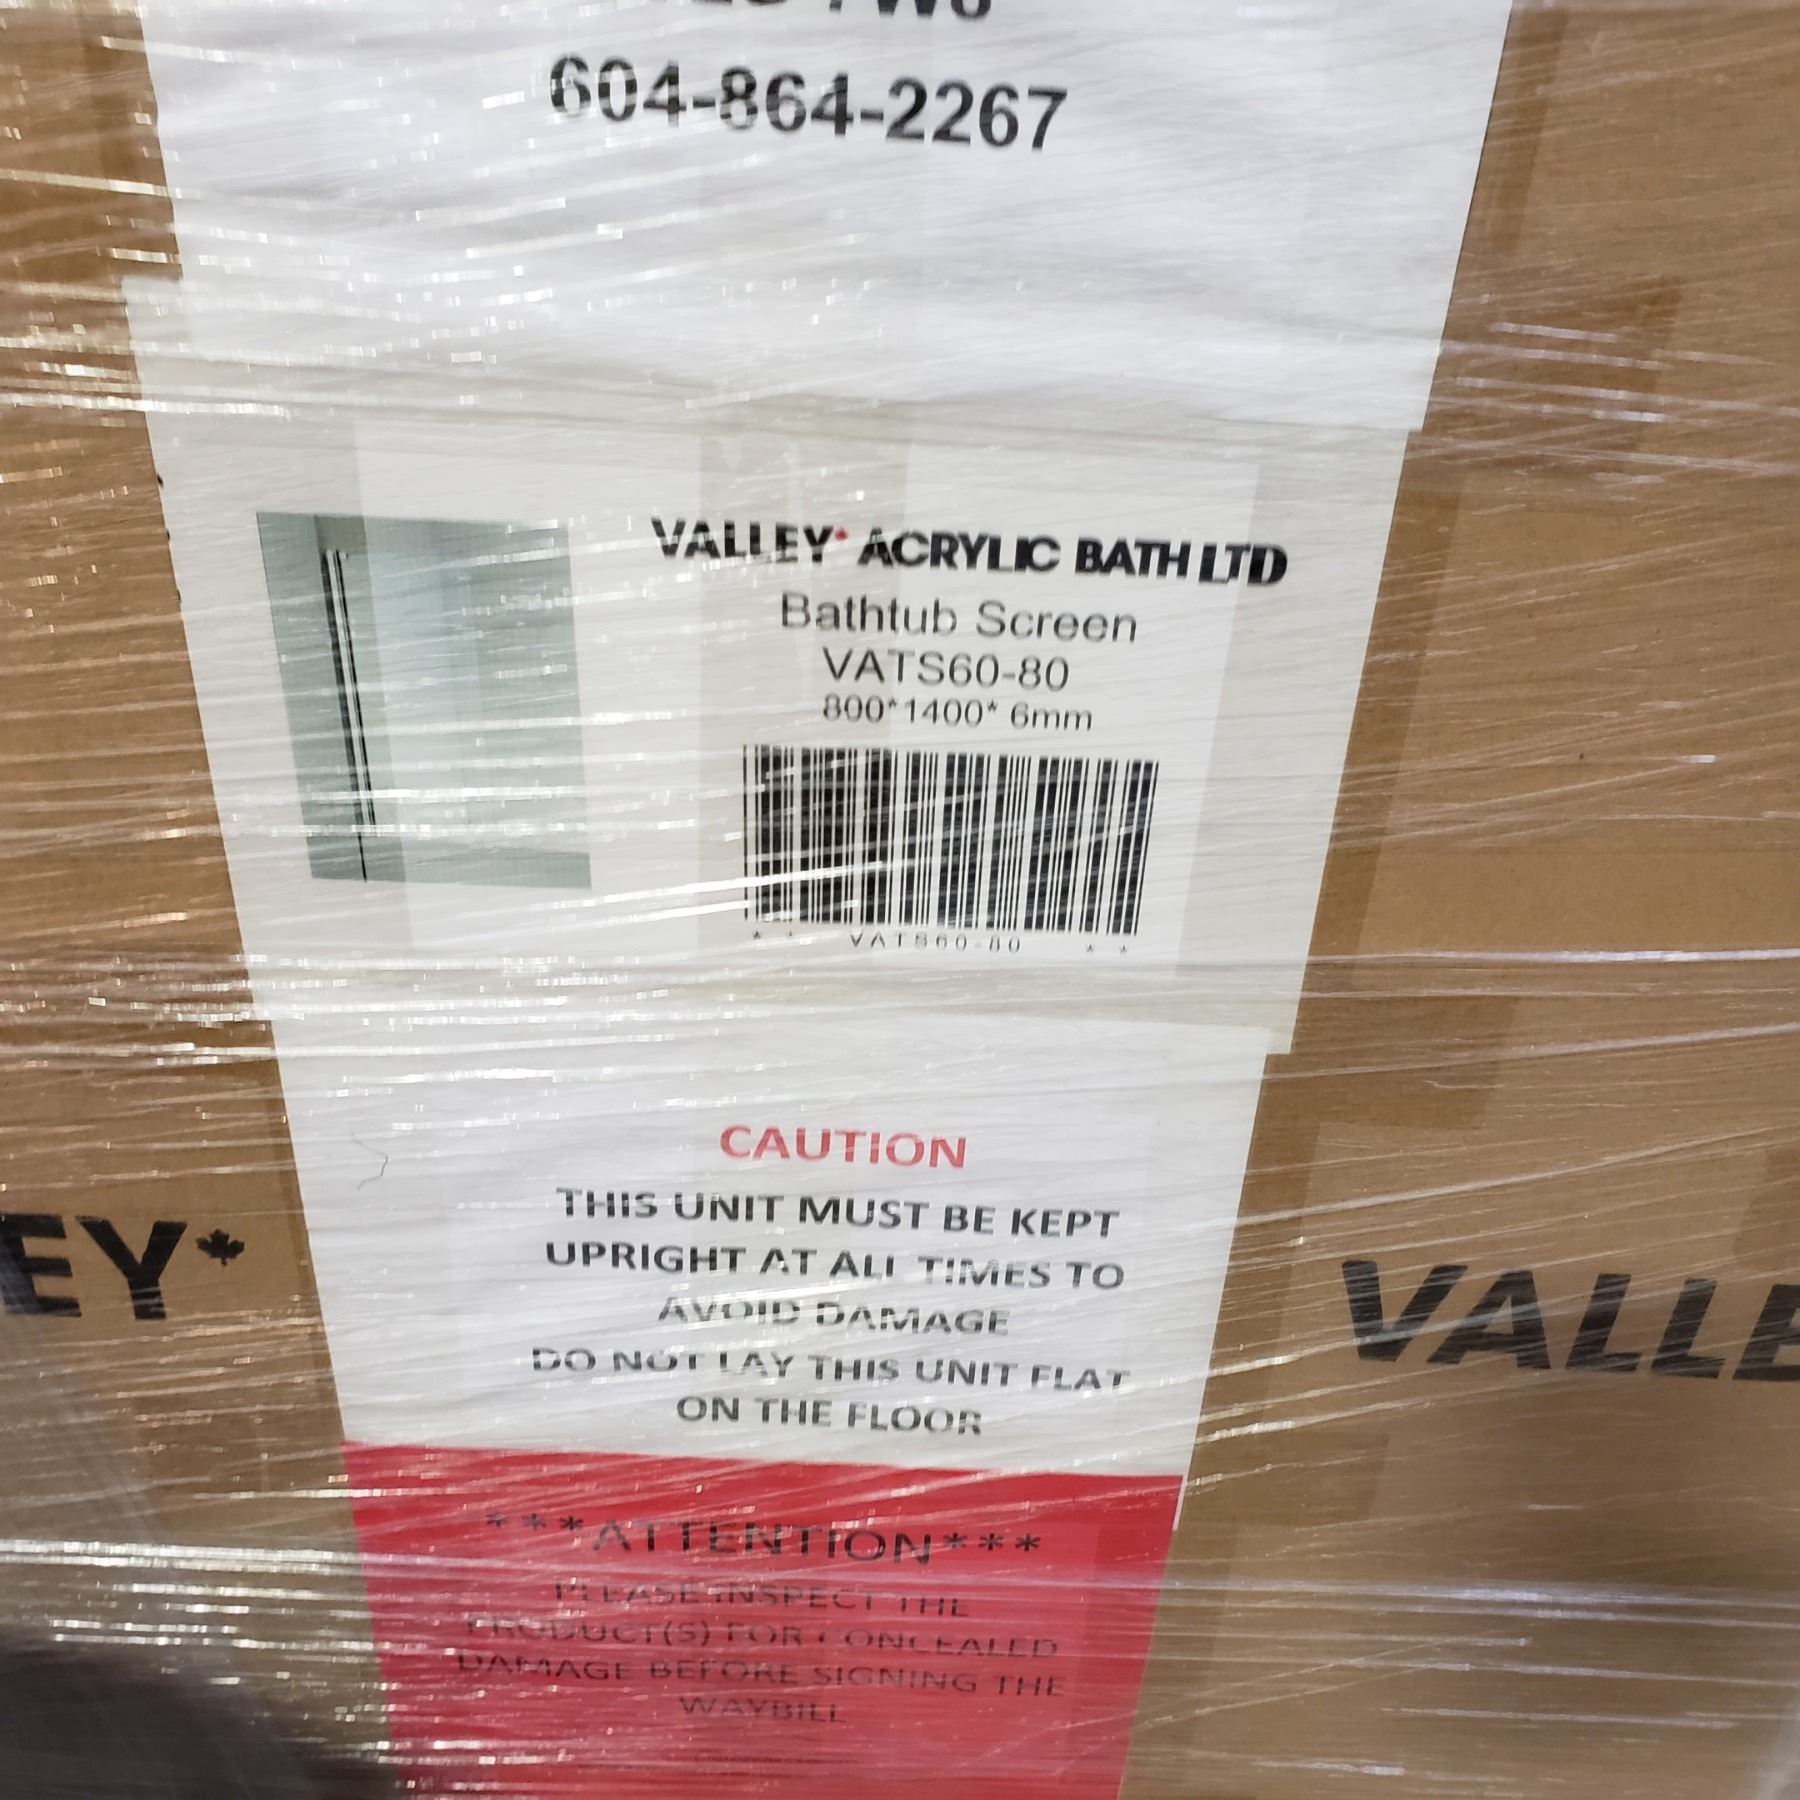 604-864-2267
VALLEY* ACRYLIC BATH LTD
Bathtub Screen
VATS60-80
800*1400* 6mm
* * VATS60-80 * *
CAUTION
THIS UNIT MUST BE KEPT
UPRIGHT AT ALL TIMES TO
AVOID DAMAGE
DO NOT LAY THIS UNIT FLAT
ON THE FLOOR
EY
VALLE
***ATTENTION***
PLEASE INSPECT THE
PRODUCT(S) FOR CONCEALED
DAMAGE BEFORE SIGNING THE
WAYBILL